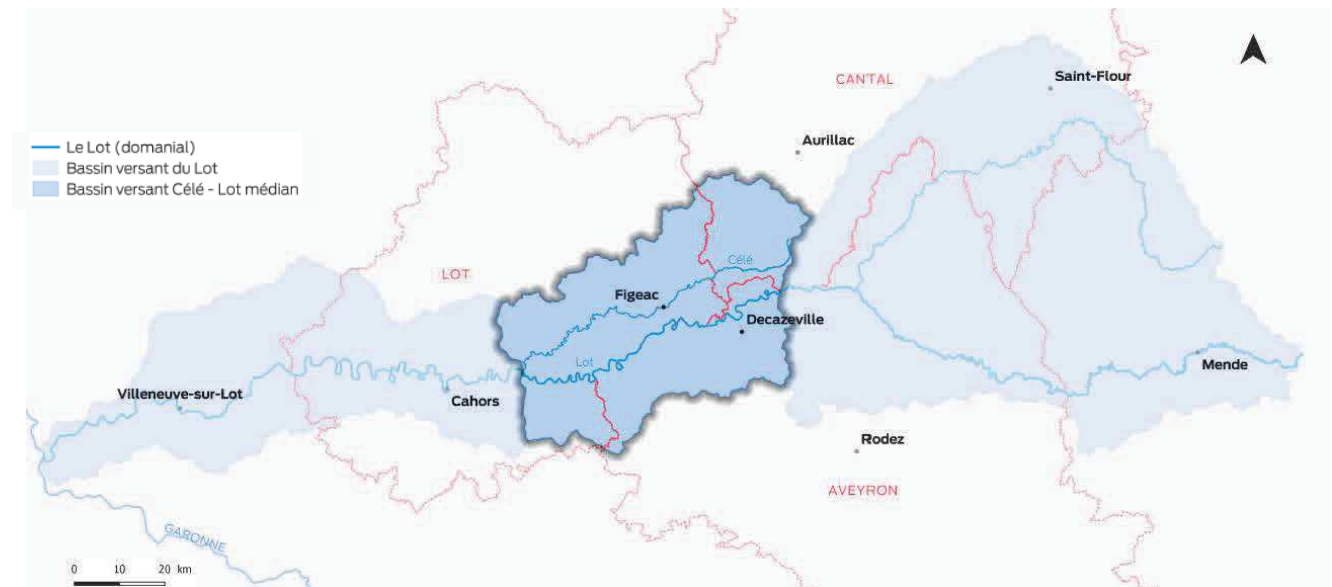 Le Lot (domanial)
Bassin versant du Lot
Bassin versant Célé - Lot médian
CANTAL
Saint-Flour
Aurillac
LOT
Célé
Figeac
Decazeville
Lot
Mende
Villeneuve-sur-Lot
Cahors
Rodez
AVEYRON
GARONNE
0 10 20 km